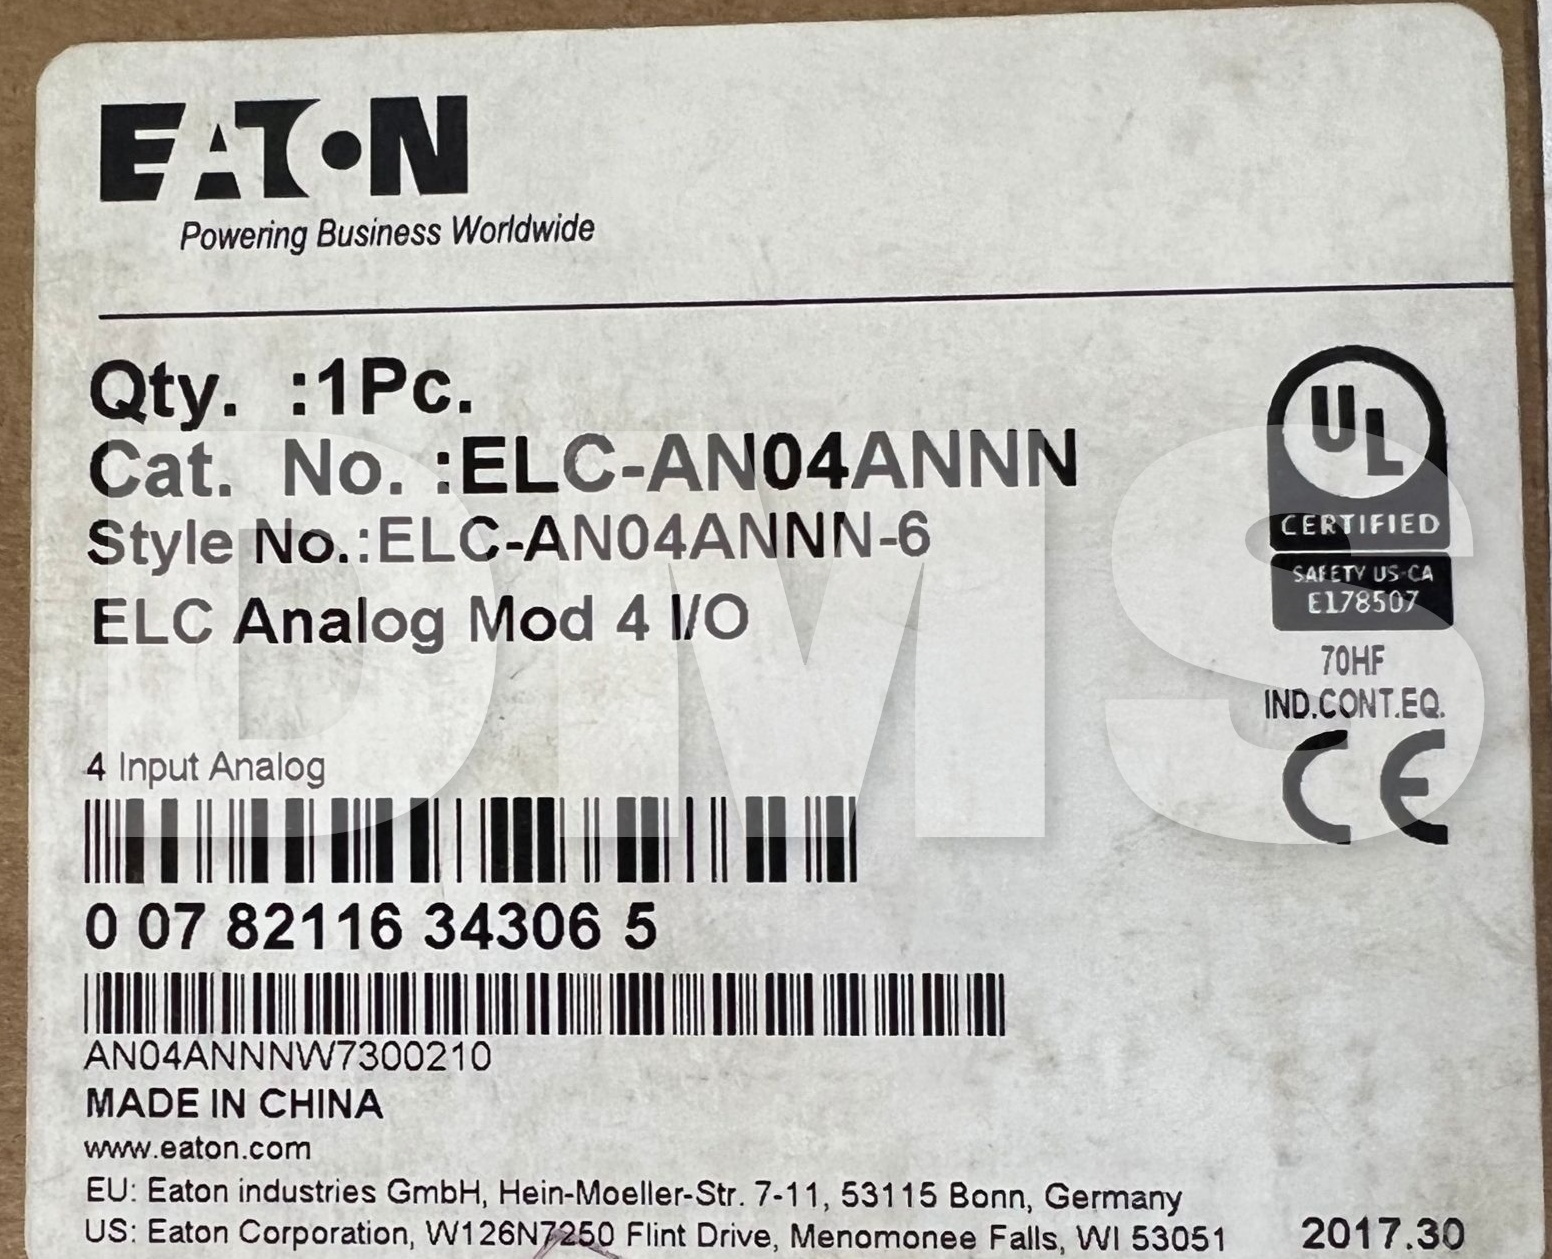 EATON
Powering Business Worldwide
Qty. :1Pc.
Cat. No. :ELC-AN04ANNN
Style No.:ELC-AN04ANNN-6
ELC Analog Mod 4 I/O
UL
CERTIFIED
SAFETY US-CA
E178507
70HF
IND.CONT.EQ.
CE
4 Input Analog
0 07 82116 34306 5
AN04ANNNW7300210
MADE IN CHINA
www.eaton.com
EU: Eaton industries GmbH, Hein-Moeller-Str. 7-11, 53115 Bonn, Germany
US: Eaton Corporation, W126N7250 Flint Drive, Menomonee Falls, WI 53051
2017.30
DMS